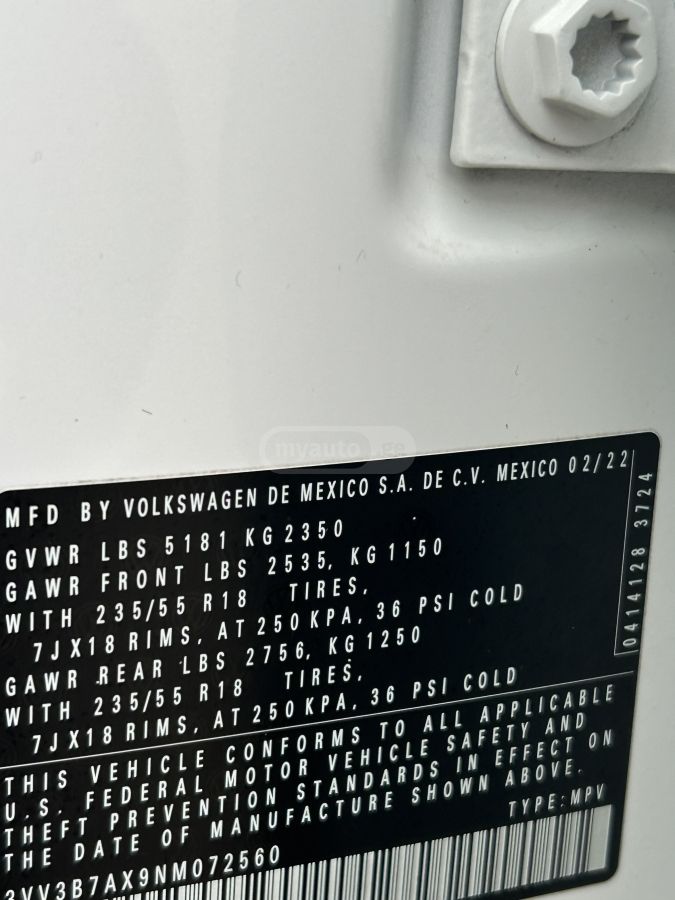 myauto.ge
MFD BY VOLKSWAGEN DE MEXICO S.A. DE C.V. MEXICO 02/22
GVWR LBS 5181 KG 2350
GAWR FRONT LBS 2535, KG 1150
WITH 235/55 R18 TIRES,
7JX18 RIMS, AT 250 KPA, 36 PSI COLD
GAWR REAR LBS 2756, KG 1250
WITH 235/55 R18 TIRES,
7JX18 RIMS, AT 250 KPA, 36 PSI COLD
0414128 3724
THIS VEHICLE CONFORMS TO ALL APPLICABLE
U.S. FEDERAL MOTOR VEHICLE SAFETY AND
THEFT PREVENTION STANDARDS IN EFFECT ON
THE DATE OF MANUFACTURE SHOWN ABOVE.
TYPE: MPV
3VV3B7AX9NM072560